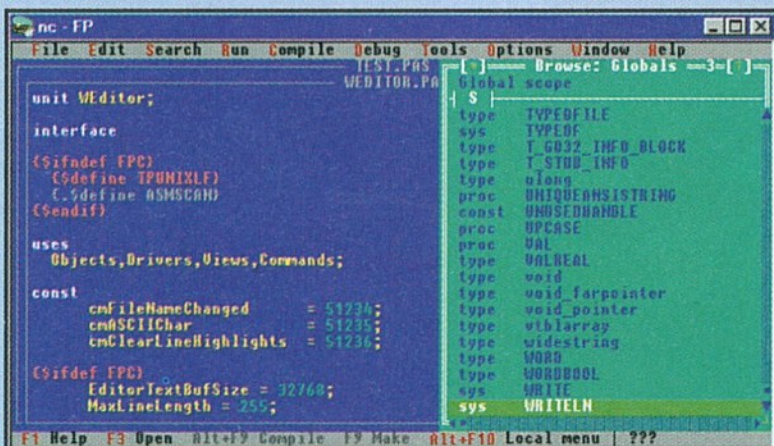 nc - FP
File Edit Search Run Compile Debug Tools Options Window Help
TEST.PAS
WEDITOR.PA
unit WEditor;
interface
{$ifndef FPC}
{$define TPUNIXLF}
{.$define ASMSCAN}
{$endif}
uses
Objects,Drivers,Views,Commands;
const
cmFileNameChanged = 51234;
cmASCIIChar = 51235;
cmClearLineHighlights = 51236;
{$ifdef FPC}
EditorTextBufSize = 32768;
MaxLineLength = 255;
Browse: Globals 3
Global scope
S
type TYPEOFILE
sys TYPEOF
type T_GO32_INFO_BLOCK
type T_STUB_INFO
type ulong
proc UNIQUEANSISTRING
const UNUSEDHANDLE
proc UPCASE
proc VAL
type VALREAL
type void
type void_farpointer
type void_pointer
type vtblarray
type widestring
type WORD
type WORDBOOL
sys WRITE
sys WRITELN
F1 Help F3 Open Alt+F9 Compile F9 Make Alt+F10 Local menu | ???